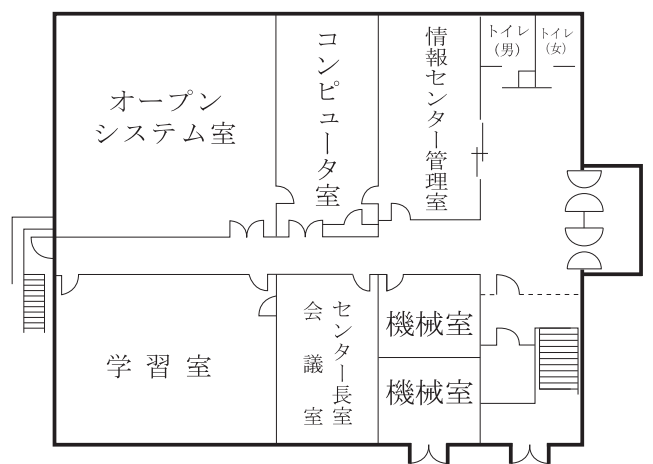 オープン
システム室
コンピュータ室
情報センター管理室
トイレ
(男)
トイレ
(女)
学習室
センター長室
会議室
機械室
機械室